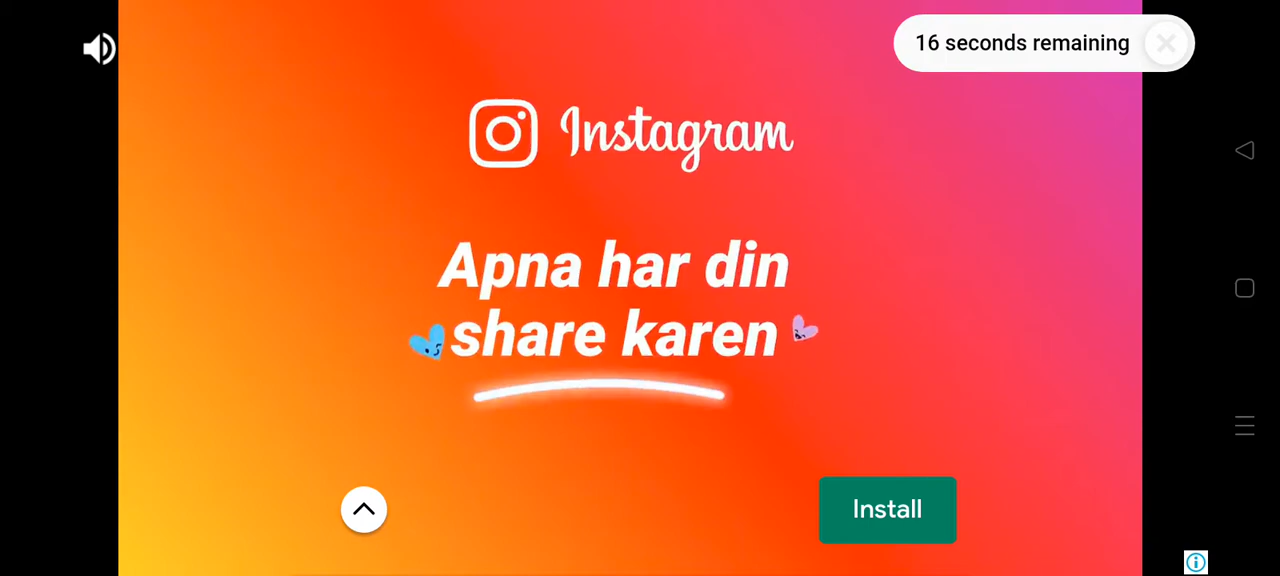 16 seconds remaining
Instagram
Apna har din
share karen
Install